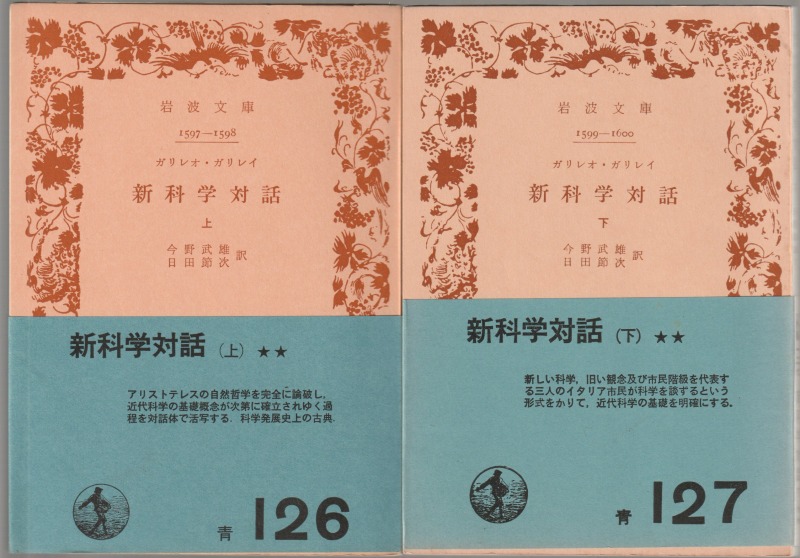 岩波文庫
1597—1598
ガリレオ・ガリレイ
新科学対話
上
今野武雄
日田節次 訳
新科学対話（上）★★
アリストテレスの自然哲学を完全に論破し，
近代科学の基礎概念が次第に確立されゆく過
程を対話体で活写する．科学発展史上の古典．
青 126
岩波文庫
1599—1600
ガリレオ・ガリレイ
新科学対話
下
今野武雄
日田節次 訳
新科学対話（下）★★
新しい科学，旧い観念及び市民階級を代表す
る三人のイタリア市民が科学を談ずるという
形式をかりて，近代科学の基礎を明確にする。
青 127